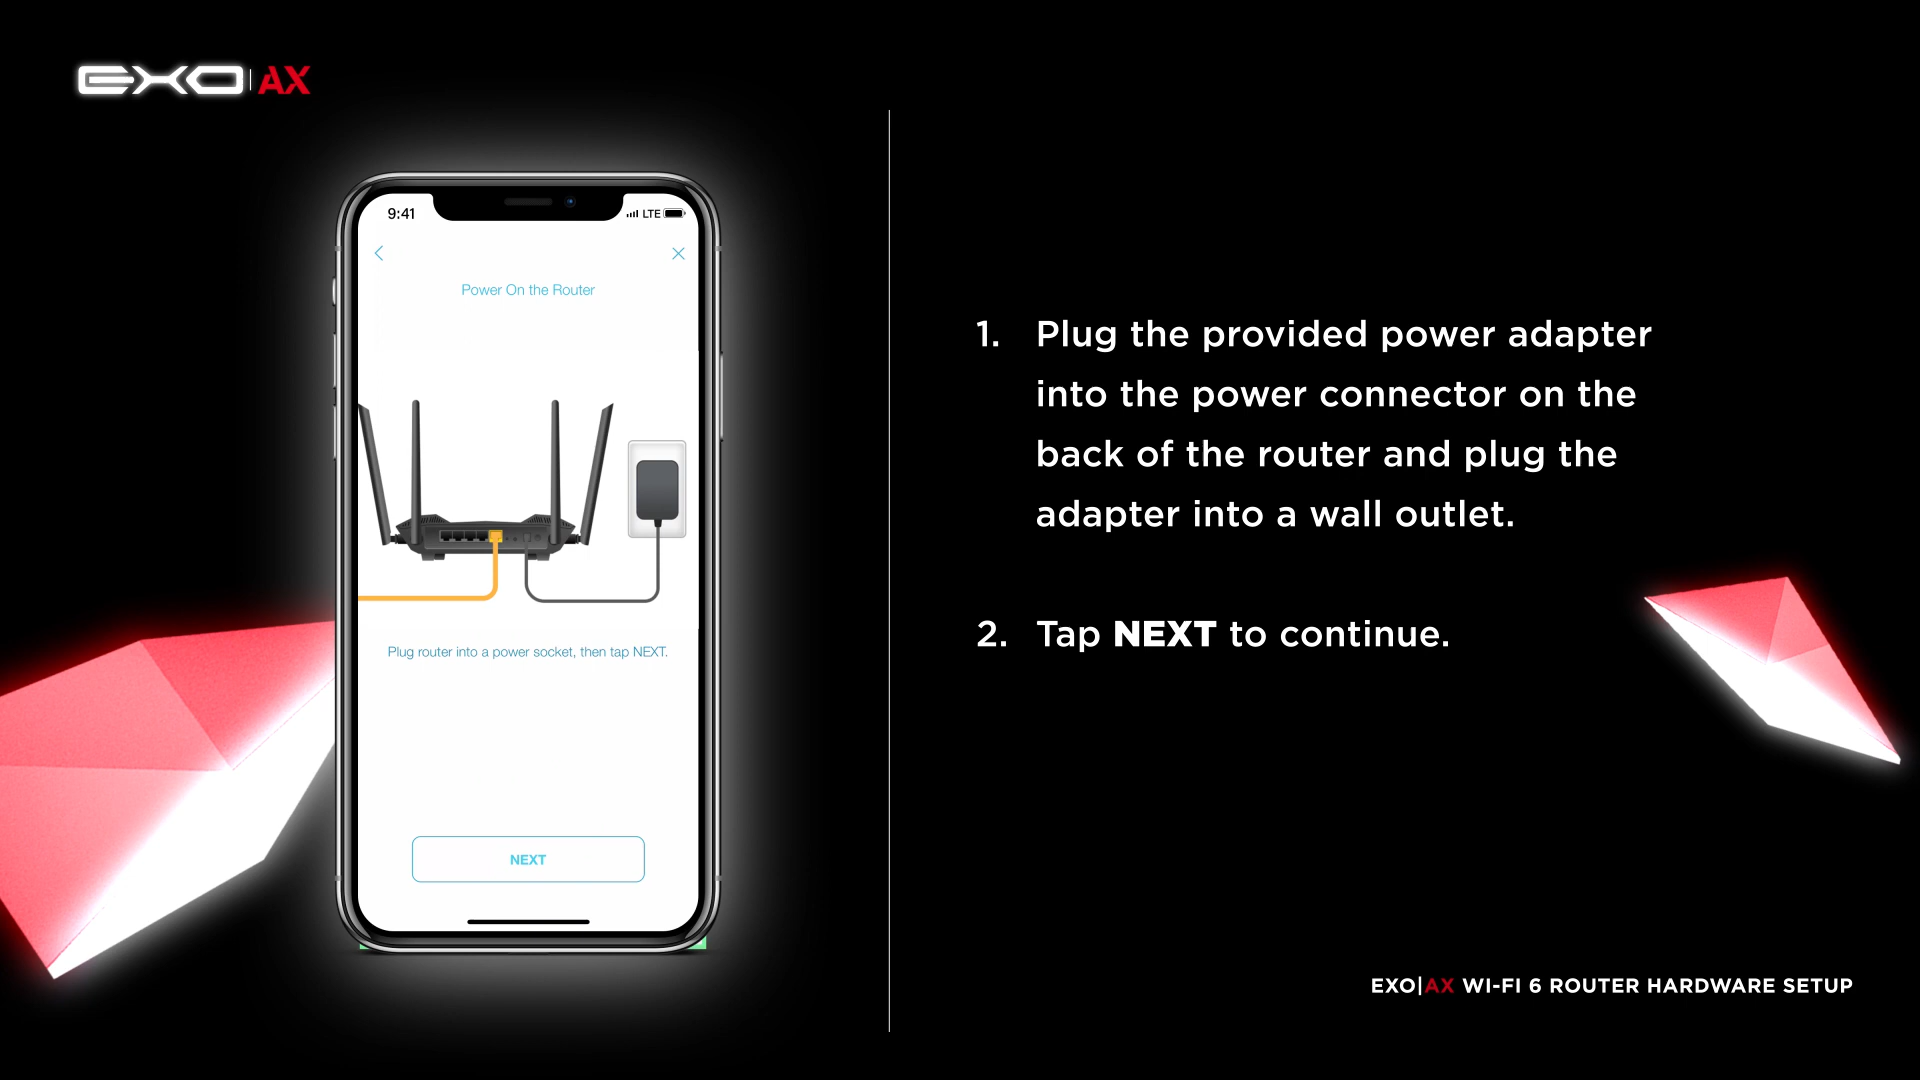 EXO|AX
9:41
LTE
Power On the Router
Plug router into a power socket, then tap NEXT.
NEXT
1. Plug the provided power adapter
into the power connector on the
back of the router and plug the
adapter into a wall outlet.
2. Tap NEXT to continue.
EXO|AX WI-FI 6 ROUTER HARDWARE SETUP